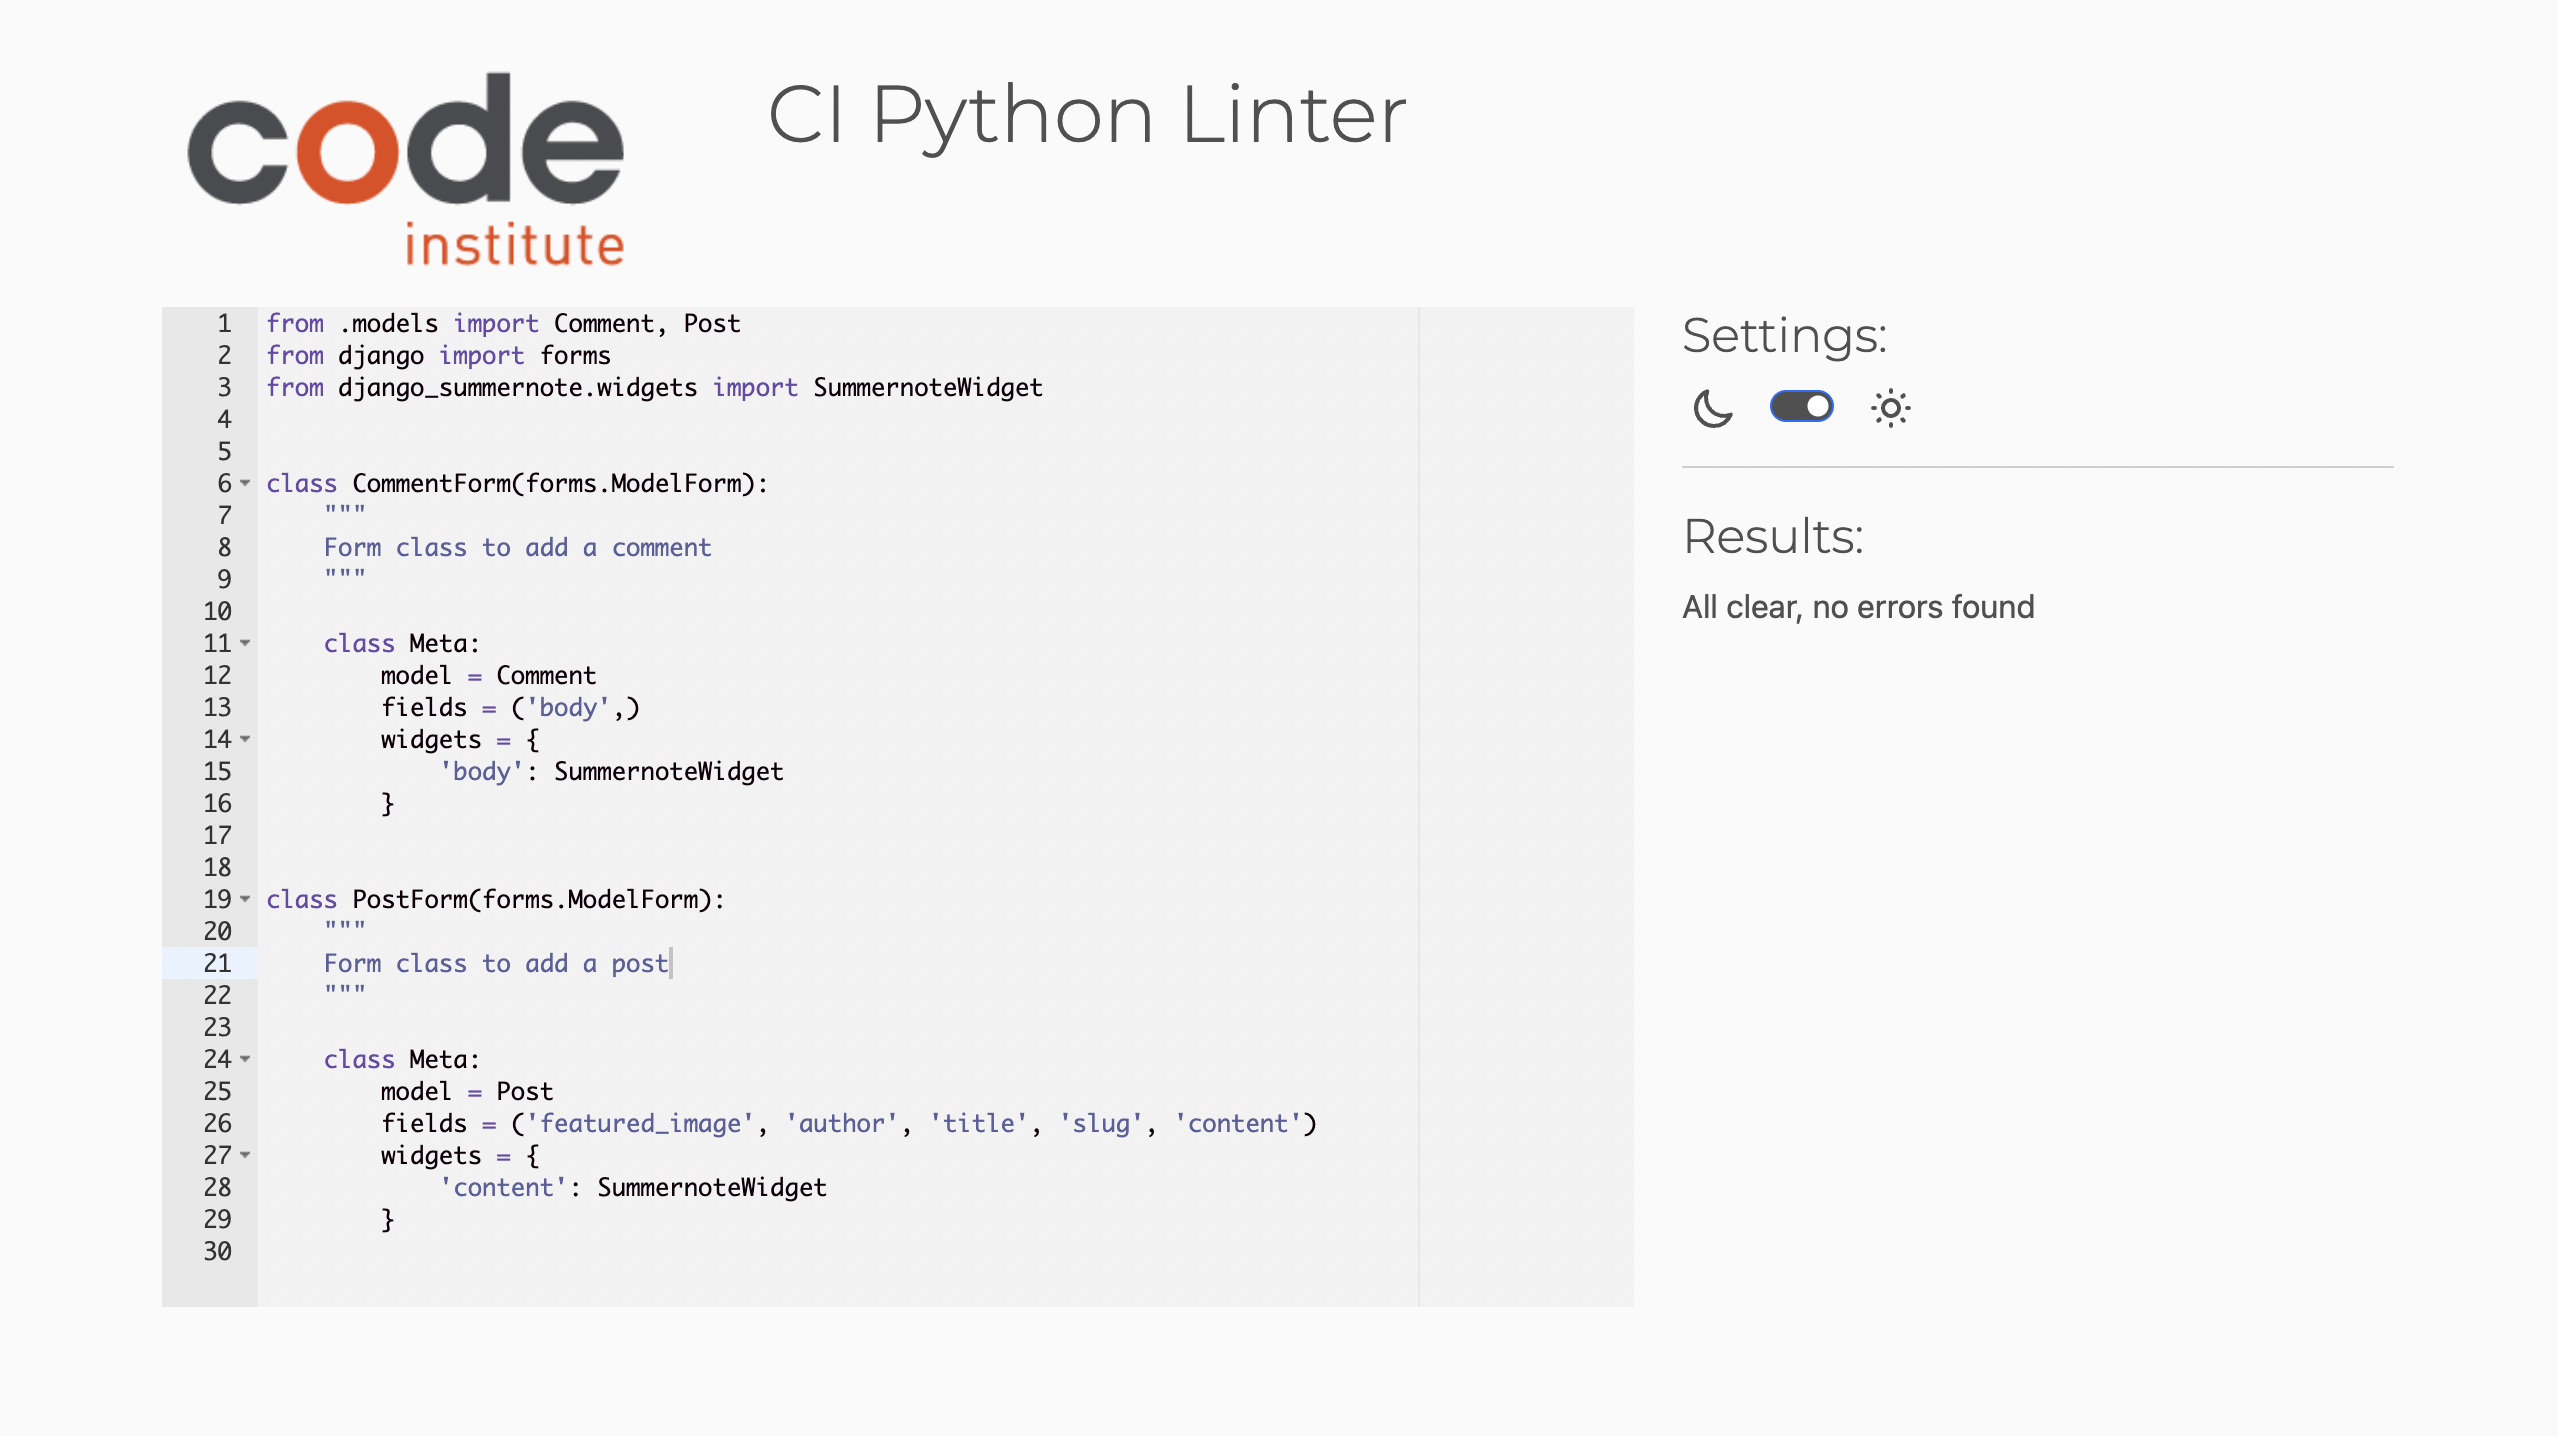 code
institute
CI Python Linter
1 from .models import Comment, Post
2 from django import forms
3 from django_summernote.widgets import SummernoteWidget
4
5
6 class CommentForm(forms.ModelForm):
7     """
8     Form class to add a comment
9     """
10
11     class Meta:
12         model = Comment
13         fields = ('body',)
14         widgets = {
15             'body': SummernoteWidget
16         }
17
18
19 class PostForm(forms.ModelForm):
20     """
21     Form class to add a post
22     """
23
24     class Meta:
25         model = Post
26         fields = ('featured_image', 'author', 'title', 'slug', 'content')
27         widgets = {
28             'content': SummernoteWidget
29         }
30
Settings:
Results:
All clear, no errors found